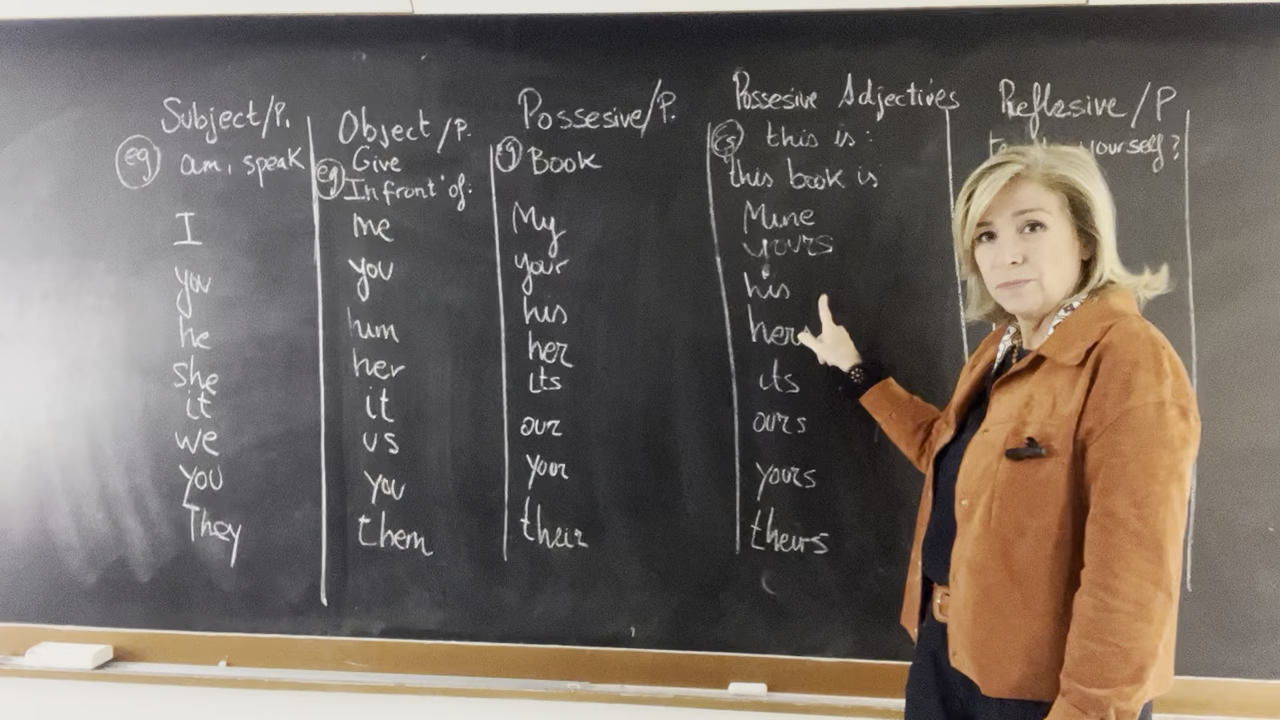 Subject/P.
eg am, speak
I
you
he
she
it
we
you
They
Object/P.
eg Give
In front of:
me
you
him
her
it
us
you
them
Possesive/P.
Book
My
your
his
her
its
our
your
their
Possesive Adjectives
this is:
this book is
Mine
yours
his
hers
its
ours
yours
theirs
Reflexive/P
yourself?